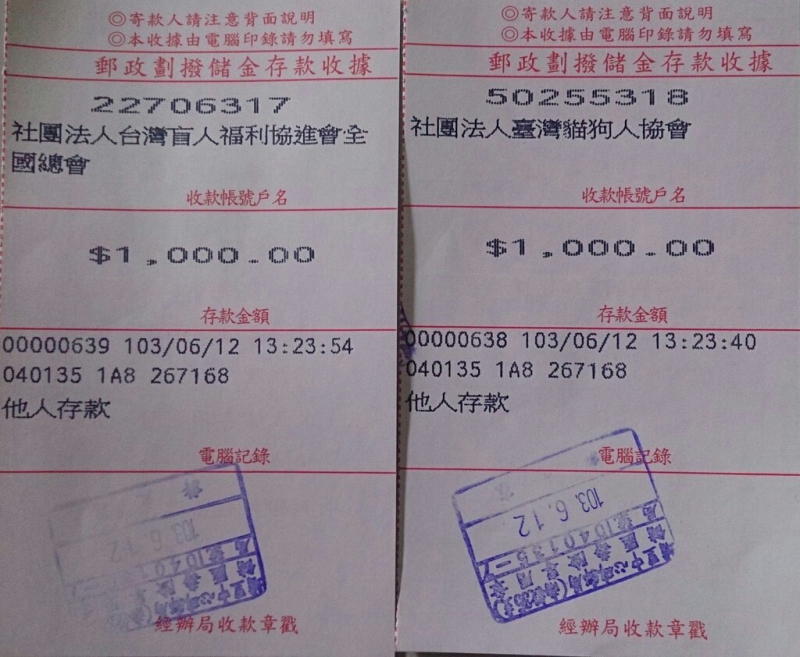 ◎寄款人請注意背面說明
◎本收據由電腦印錄請勿填寫
郵政劃撥儲金存款收據
22706317
社團法人台灣盲人福利協進會全
國總會
收款帳號戶名
$1,000.00
存款金額
00000639 103/06/12 13:23:54
040135 1A8 267168
他人存款
電腦記錄
103.6.12
經辦局收款章戳
◎寄款人請注意背面說明
◎本收據由電腦印錄請勿填寫
郵政劃撥儲金存款收據
50255318
社團法人臺灣貓狗人協會
收款帳號戶名
$1,000.00
存款金額
00000638 103/06/12 13:23:40
040135 1A8 267168
他人存款
電腦記錄
103.6.12
經辦局收款章戳